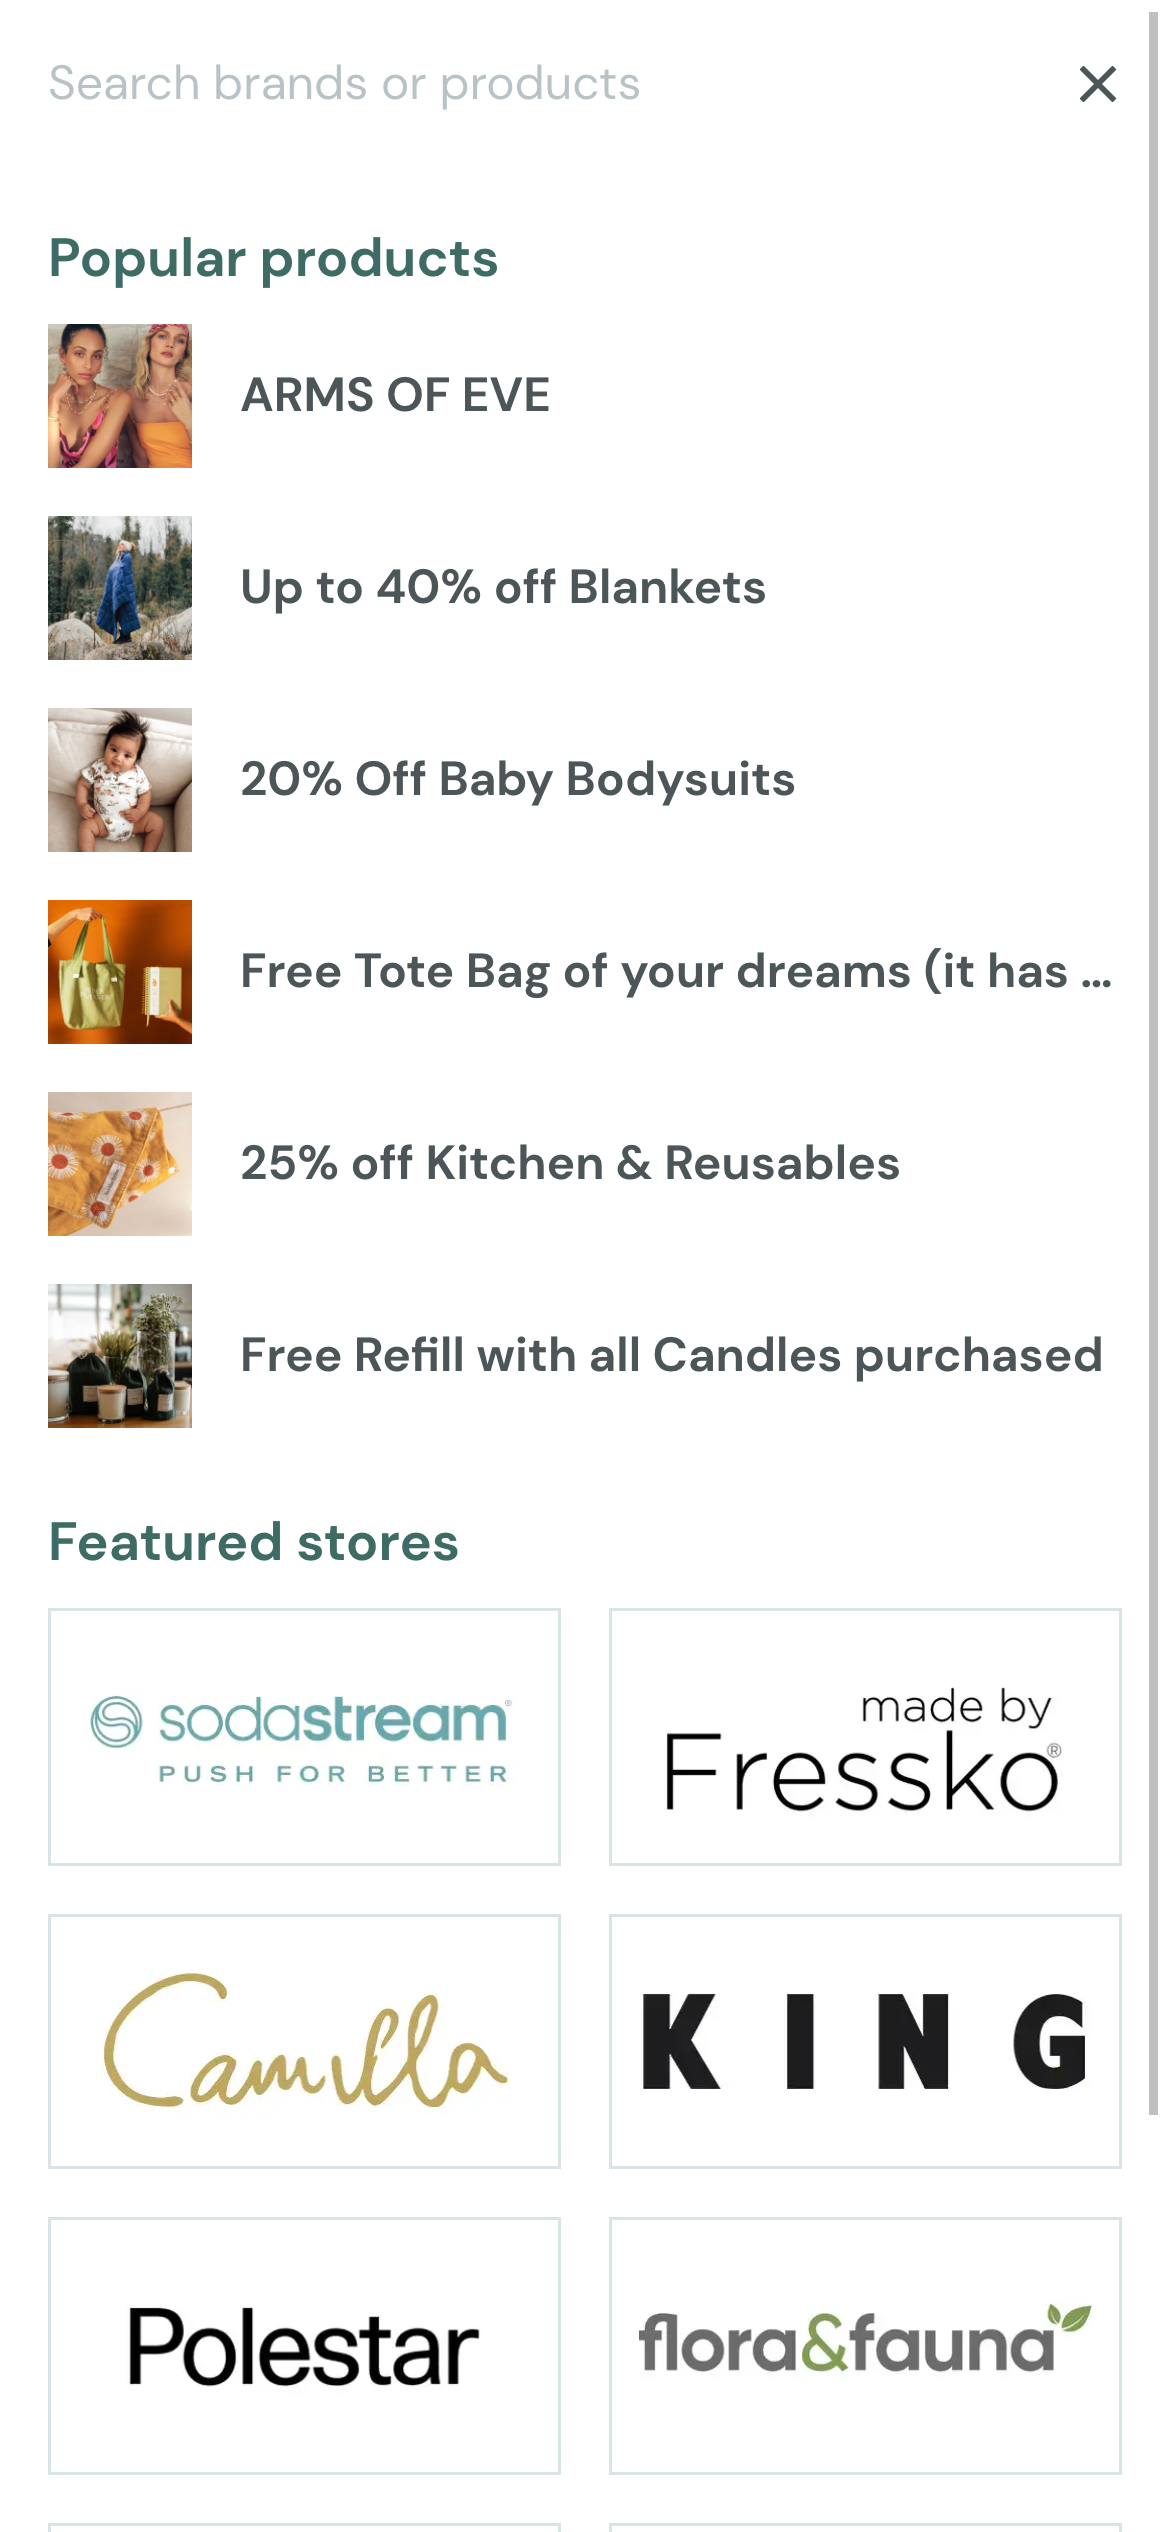 Search brands or products
Popular products
ARMS OF EVE
Up to 40% off Blankets
20% Off Baby Bodysuits
Free Tote Bag of your dreams (it has ...
25% off Kitchen & Reusables
Free Refill with all Candles purchased
Featured stores
sodastream®
PUSH FOR BETTER
made by
Fressko®
Camilla
KING
Polestar
flora&fauna